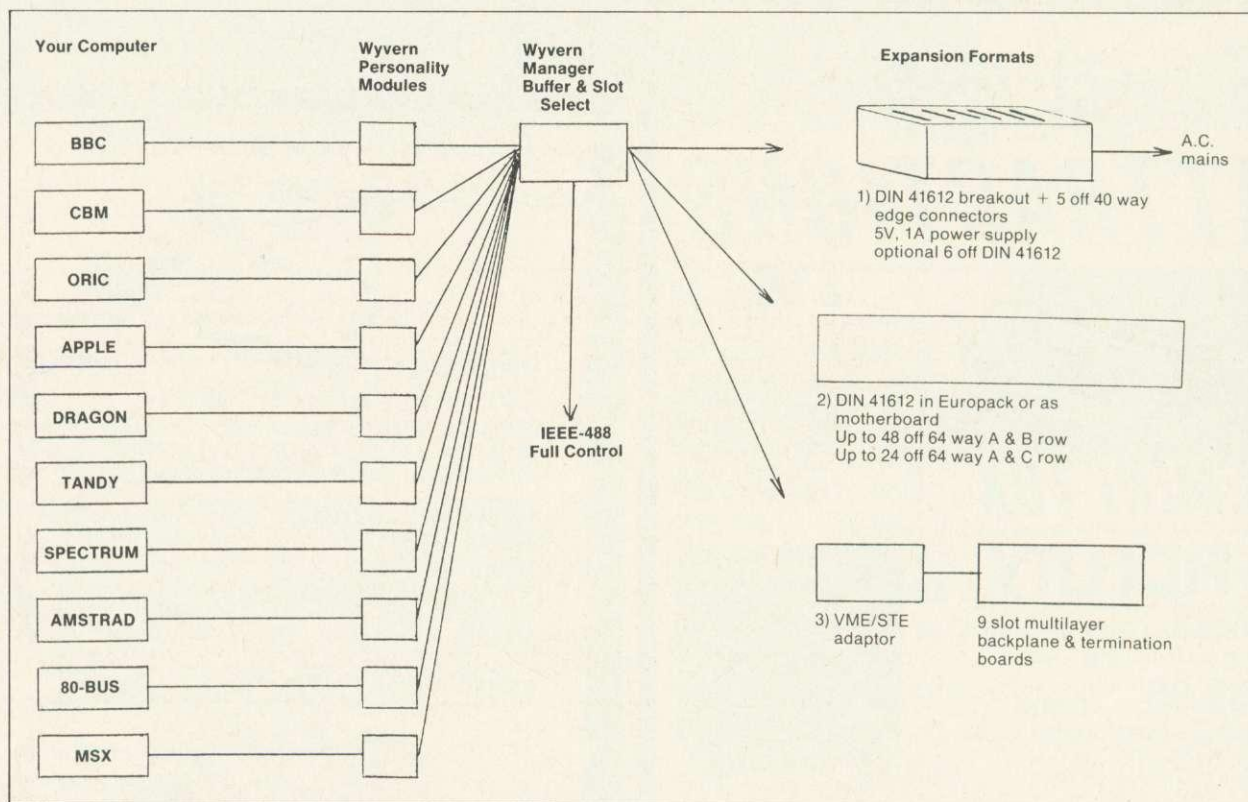 Your Computer
Wyvern
Personality
Modules
Wyvern
Manager
Buffer & Slot
Select
Expansion Formats
BBC
CBM
ORIC
APPLE
DRAGON
TANDY
SPECTRUM
AMSTRAD
80-BUS
MSX
IEEE-488
Full Control
A.C.
mains
1) DIN 41612 breakout + 5 off 40 way
edge connectors
5V, 1A power supply
optional 6 off DIN 41612
2) DIN 41612 in Europack or as
motherboard
Up to 48 off 64 way A & B row
Up to 24 off 64 way A & C row
3) VME/STE
adaptor
9 slot multilayer
backplane & termination
boards